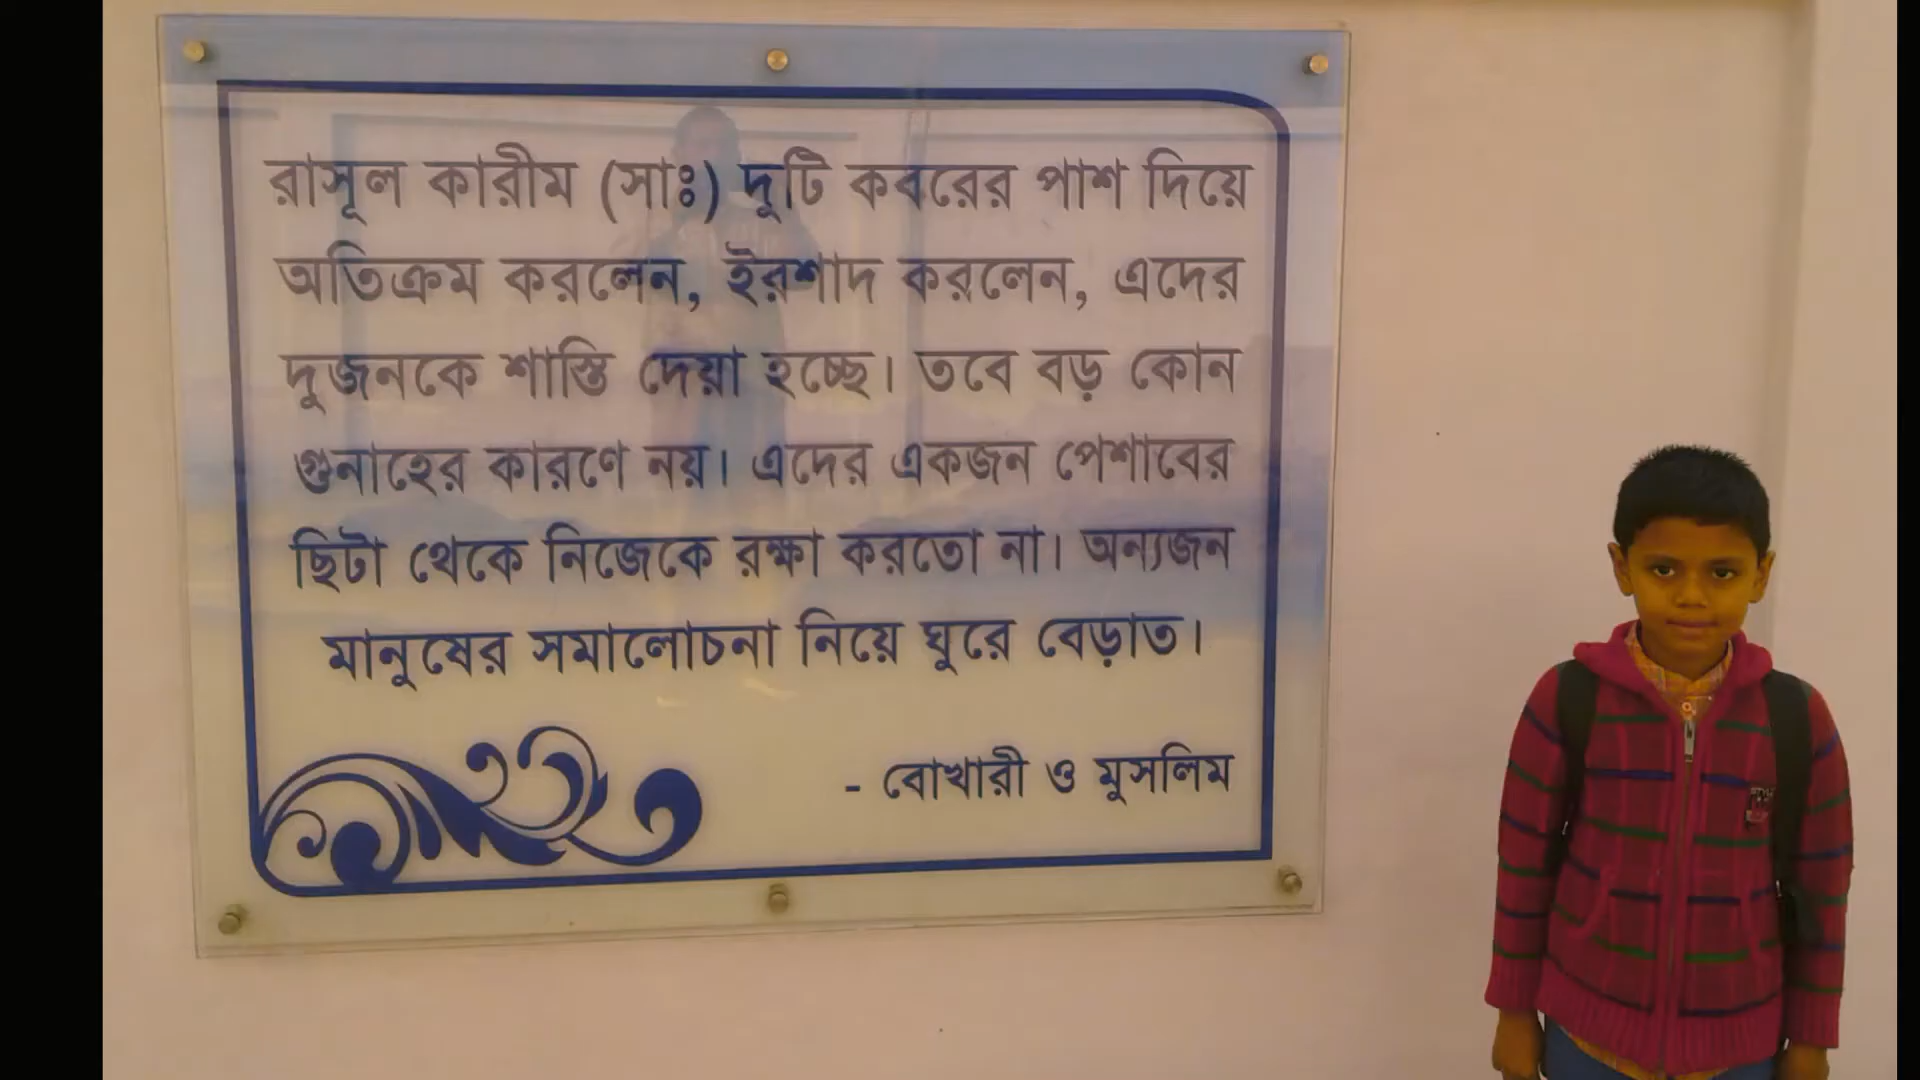 রাসূল কারীম (সাঃ) দুটি কবরের পাশ দিয়ে
অতিক্রম করলেন, ইরশাদ করলেন, এদের
দুজনকে শাস্তি দেয়া হচ্ছে। তবে বড় কোন
গুনাহের কারণে নয়। এদের একজন পেশাবের
ছিটা থেকে নিজেকে রক্ষা করতো না। অন্যজন
মানুষের সমালোচনা নিয়ে ঘুরে বেড়াত।
- বোখারী ও মুসলিম